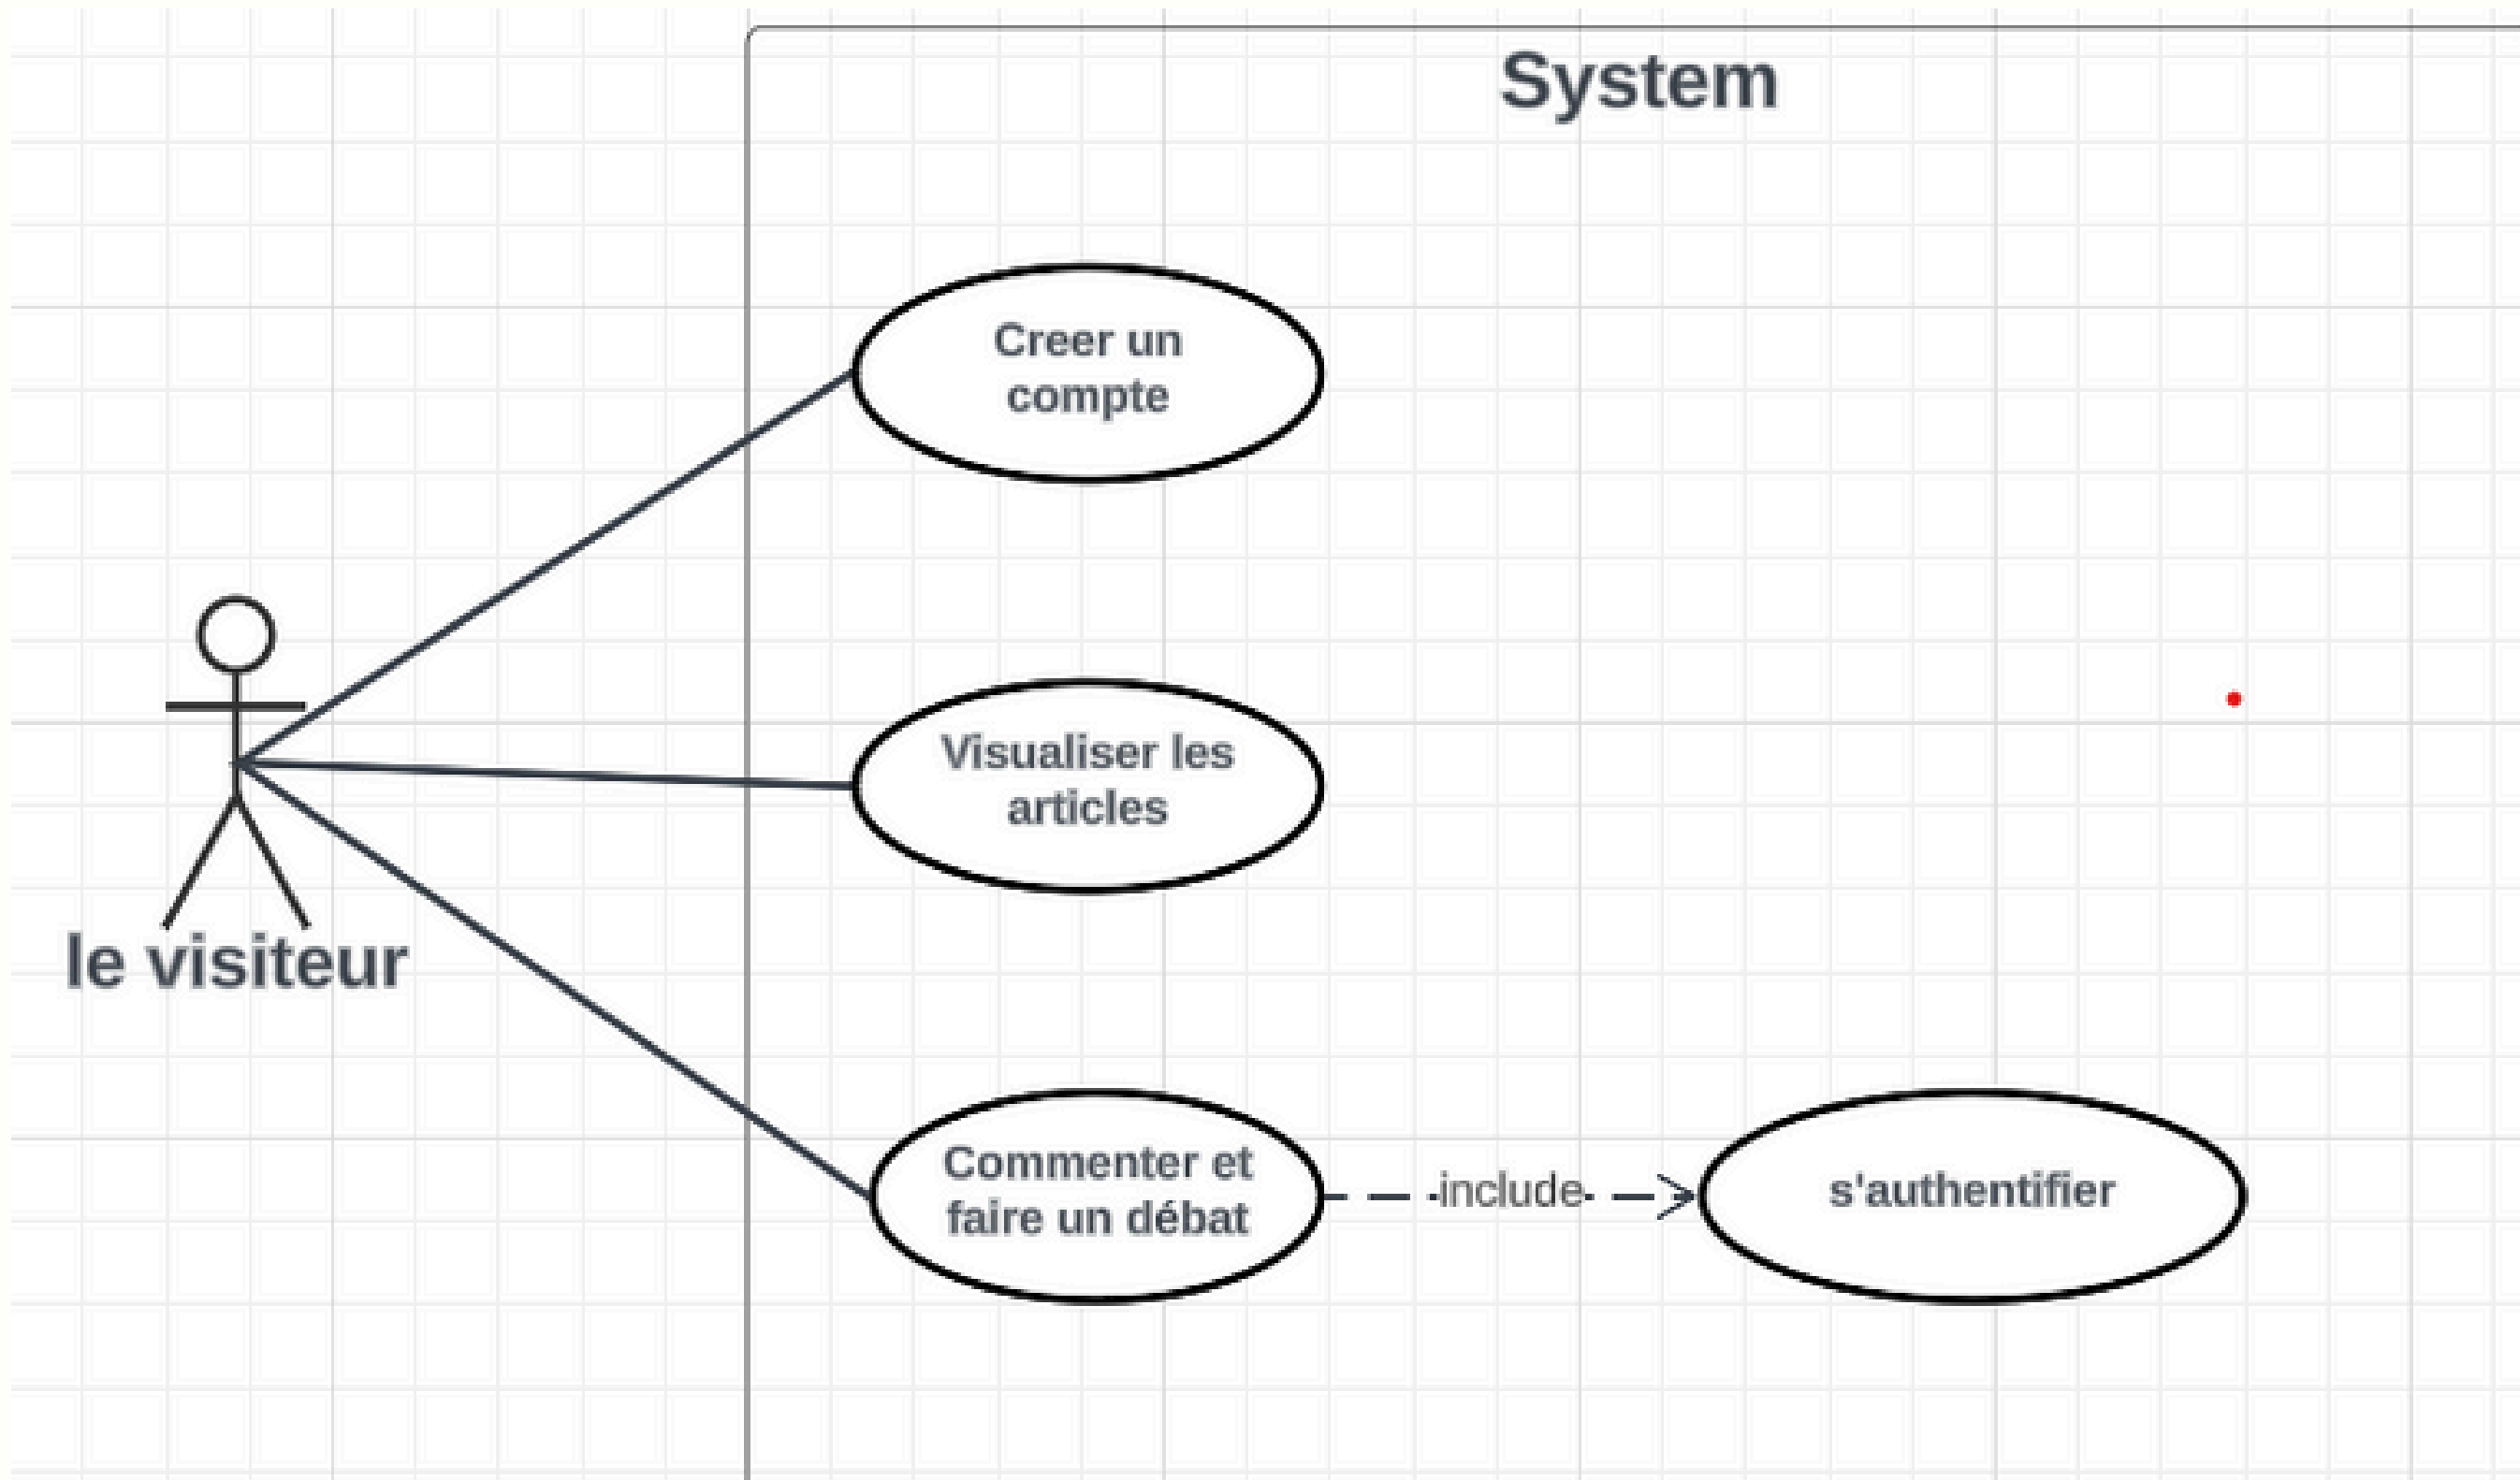 System
Creer un
compte
Visualiser les
articles
le visiteur
Commenter et
faire un débat
include
s'authentifier